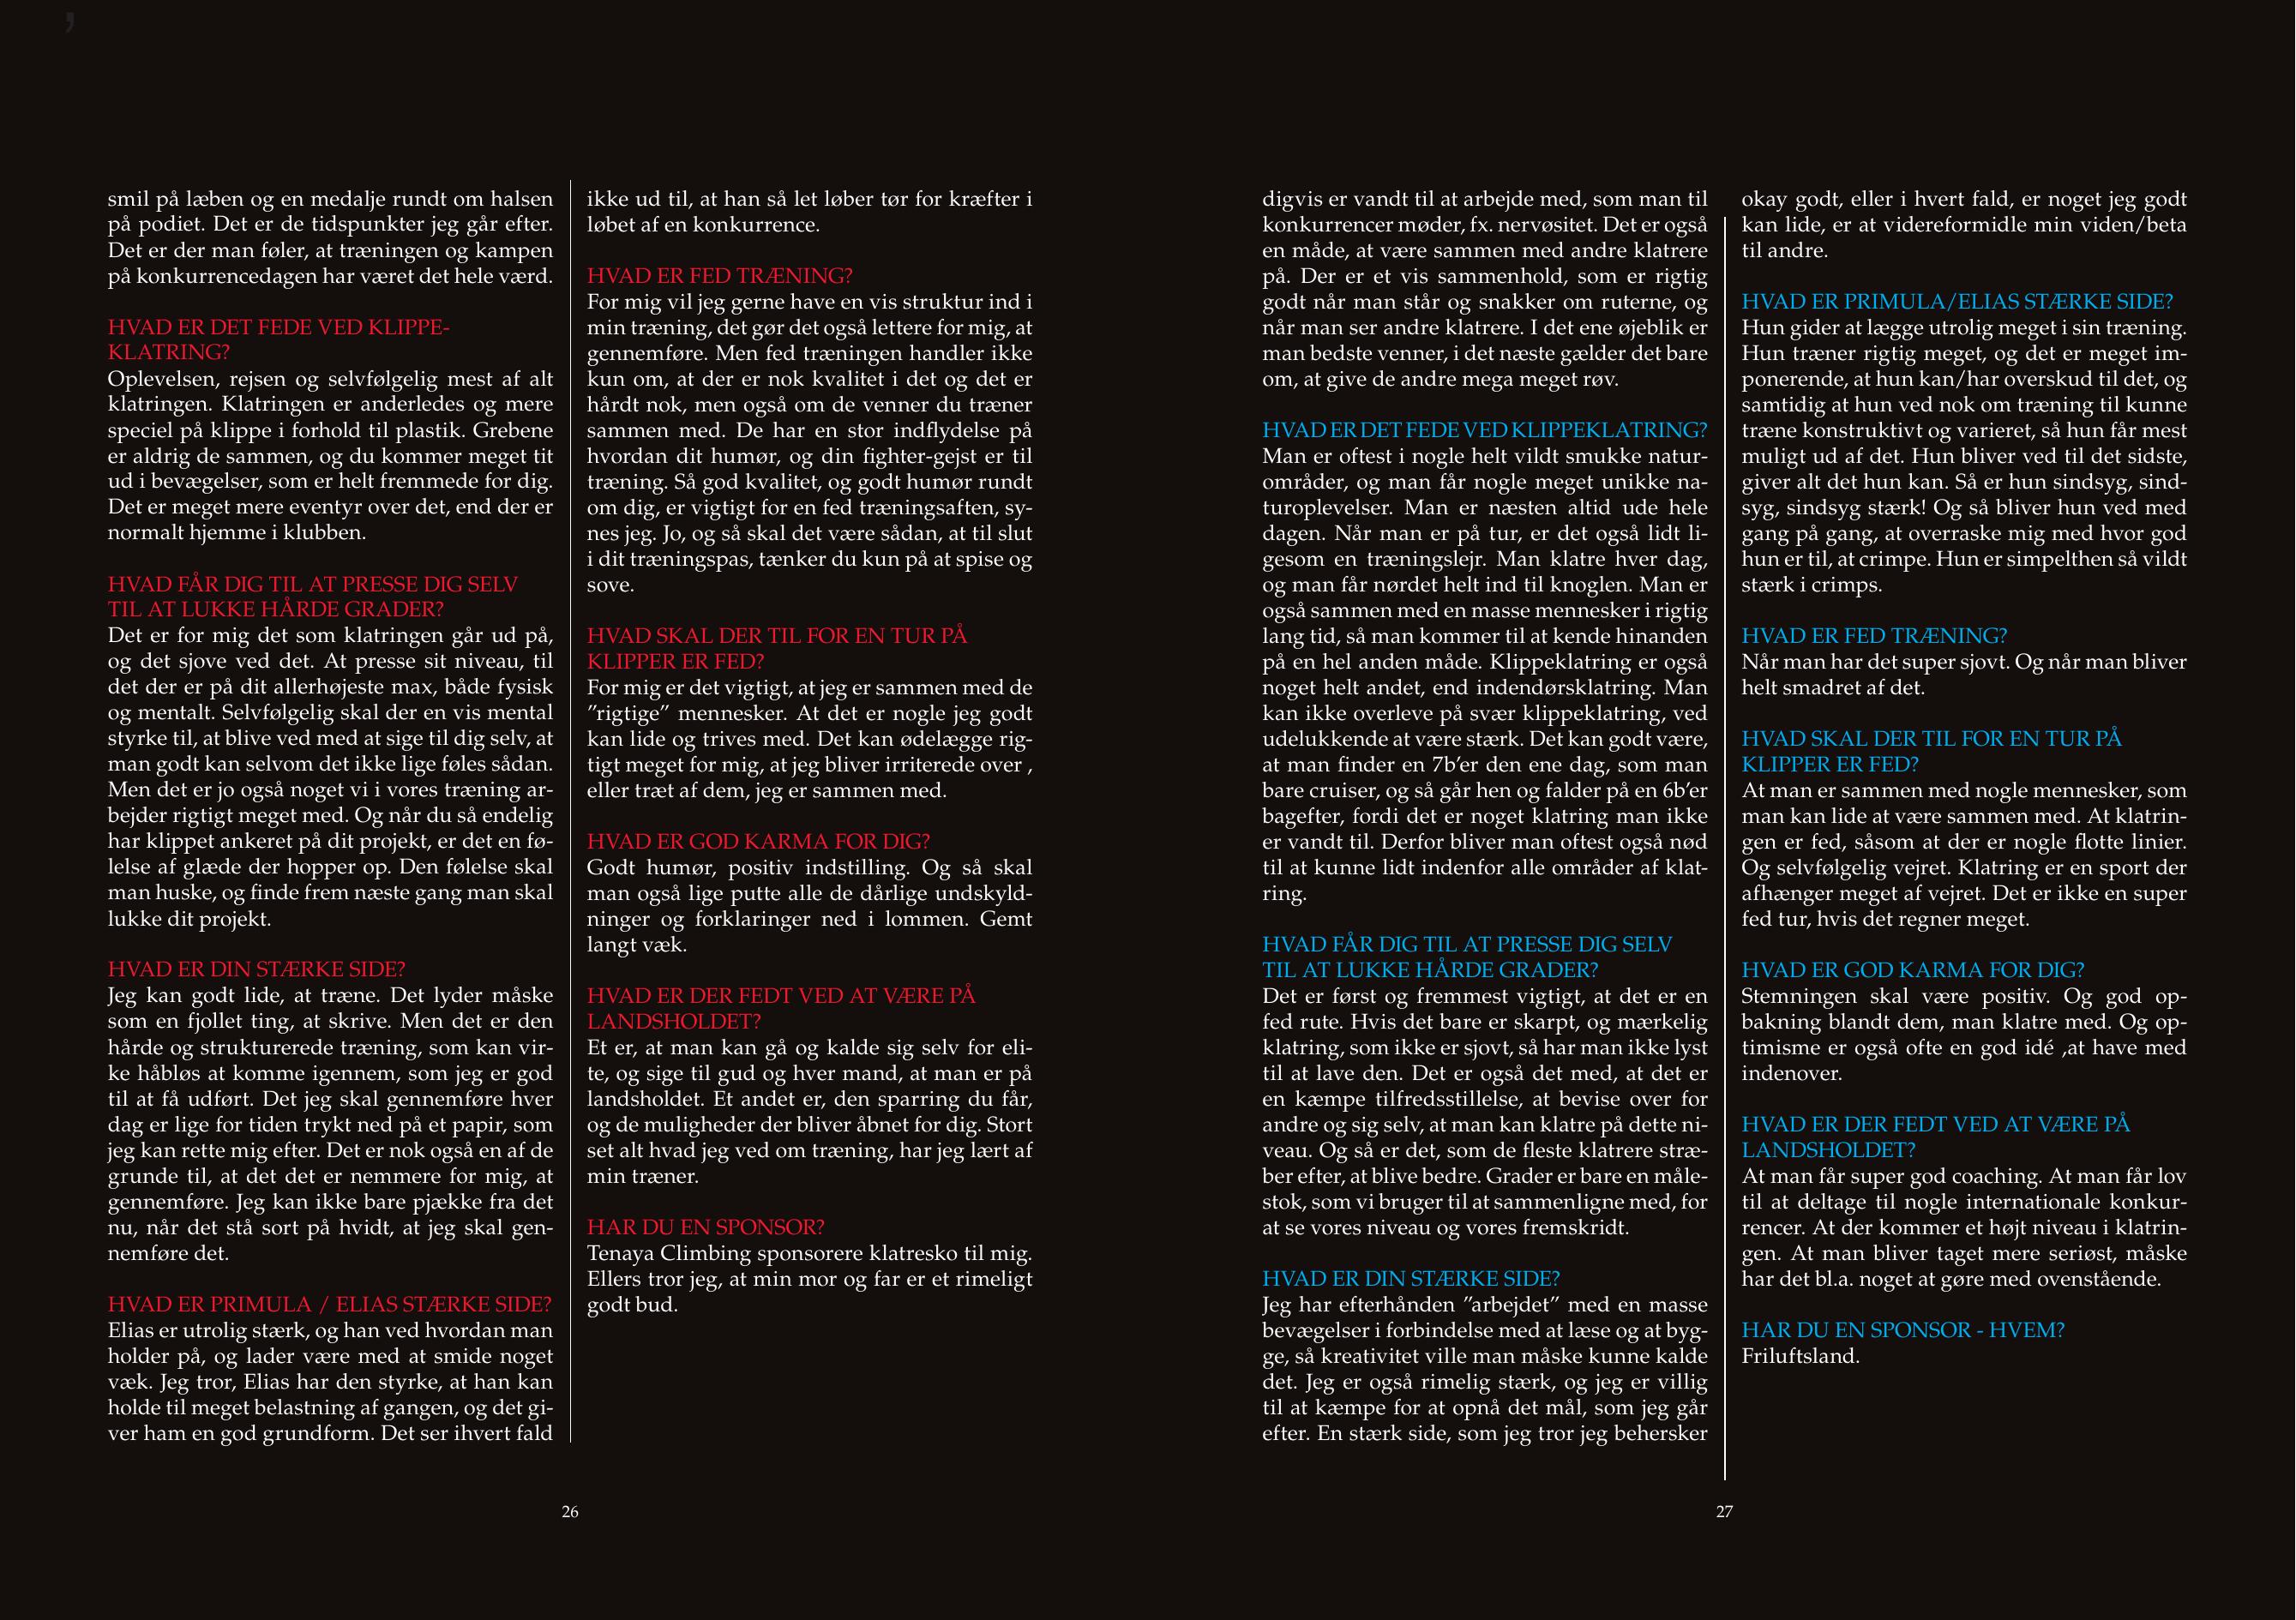 ’
smil på læben og en medalje rundt om halsen
på podiet. Det er de tidspunkter jeg går efter.
Det er der man føler, at træningen og kampen
på konkurrencedagen har været det hele værd.
HVAD ER DET FEDE VED KLIPPE-
KLATRING?
Oplevelsen, rejsen og selvfølgelig mest af alt
klatringen. Klatringen er anderledes og mere
speciel på klippe i forhold til plastik. Grebene
er aldrig de sammen, og du kommer meget tit
ud i bevægelser, som er helt fremmede for dig.
Det er meget mere eventyr over det, end der er
normalt hjemme i klubben.
HVAD FÅR DIG TIL AT PRESSE DIG SELV
TIL AT LUKKE HÅRDE GRADER?
Det er for mig det som klatringen går ud på,
og det sjove ved det. At presse sit niveau, til
det der er på dit allerhøjeste max, både fysisk
og mentalt. Selvfølgelig skal der en vis mental
styrke til, at blive ved med at sige til dig selv, at
man godt kan selvom det ikke lige føles sådan.
Men det er jo også noget vi i vores træning ar-
bejder rigtigt meget med. Og når du så endelig
har klippet ankeret på dit projekt, er det en fø-
lelse af glæde der hopper op. Den følelse skal
man huske, og finde frem næste gang man skal
lukke dit projekt.
HVAD ER DIN STÆRKE SIDE?
Jeg kan godt lide, at træne. Det lyder måske
som en fjollet ting, at skrive. Men det er den
hårde og strukturerede træning, som kan vir-
ke håbløs at komme igennem, som jeg er god
til at få udført. Det jeg skal gennemføre hver
dag er lige for tiden trykt ned på et papir, som
jeg kan rette mig efter. Det er nok også en af de
grunde til, at det det er nemmere for mig, at
gennemføre. Jeg kan ikke bare pjække fra det
nu, når det stå sort på hvidt, at jeg skal gen-
nemføre det.
HVAD ER PRIMULA / ELIAS STÆRKE SIDE?
Elias er utrolig stærk, og han ved hvordan man
holder på, og lader være med at smide noget
væk. Jeg tror, Elias har den styrke, at han kan
holde til meget belastning af gangen, og det gi-
ver ham en god grundform. Det ser ihvert fald
ikke ud til, at han så let løber tør for kræfter i
løbet af en konkurrence.
HVAD ER FED TRÆNING?
For mig vil jeg gerne have en vis struktur ind i
min træning, det gør det også lettere for mig, at
gennemføre. Men fed træningen handler ikke
kun om, at der er nok kvalitet i det og det er
hårdt nok, men også om de venner du træner
sammen med. De har en stor indflydelse på
hvordan dit humør, og din fighter-gejst er til
træning. Så god kvalitet, og godt humør rundt
om dig, er vigtigt for en fed træningsaften, sy-
nes jeg. Jo, og så skal det være sådan, at til slut
i dit træningspas, tænker du kun på at spise og
sove.
HVAD SKAL DER TIL FOR EN TUR PÅ
KLIPPER ER FED?
For mig er det vigtigt, at jeg er sammen med de
”rigtige” mennesker. At det er nogle jeg godt
kan lide og trives med. Det kan ødelægge rig-
tigt meget for mig, at jeg bliver irriterede over ,
eller træt af dem, jeg er sammen med.
HVAD ER GOD KARMA FOR DIG?
Godt humør, positiv indstilling. Og så skal
man også lige putte alle de dårlige undskyld-
ninger og forklaringer ned i lommen. Gemt
langt væk.
HVAD ER DER FEDT VED AT VÆRE PÅ
LANDSHOLDET?
Et er, at man kan gå og kalde sig selv for eli-
te, og sige til gud og hver mand, at man er på
landsholdet. Et andet er, den sparring du får,
og de muligheder der bliver åbnet for dig. Stort
set alt hvad jeg ved om træning, har jeg lært af
min træner.
HAR DU EN SPONSOR?
Tenaya Climbing sponsorere klatresko til mig.
Ellers tror jeg, at min mor og far er et rimeligt
godt bud.
26
digvis er vandt til at arbejde med, som man til
konkurrencer møder, fx. nervøsitet. Det er også
en måde, at være sammen med andre klatrere
på. Der er et vis sammenhold, som er rigtig
godt når man står og snakker om ruterne, og
når man ser andre klatrere. I det ene øjeblik er
man bedste venner, i det næste gælder det bare
om, at give de andre mega meget røv.
HVAD ER DET FEDE VED KLIPPEKLATRING?
Man er oftest i nogle helt vildt smukke natur-
områder, og man får nogle meget unikke na-
turoplevelser. Man er næsten altid ude hele
dagen. Når man er på tur, er det også lidt li-
gesom en træningslejr. Man klatre hver dag,
og man får nørdet helt ind til knoglen. Man er
også sammen med en masse mennesker i rigtig
lang tid, så man kommer til at kende hinanden
på en hel anden måde. Klippeklatring er også
noget helt andet, end indendørsklatring. Man
kan ikke overleve på svær klippeklatring, ved
udelukkende at være stærk. Det kan godt være,
at man finder en 7b’er den ene dag, som man
bare cruiser, og så går hen og falder på en 6b’er
bagefter, fordi det er noget klatring man ikke
er vandt til. Derfor bliver man oftest også nød
til at kunne lidt indenfor alle områder af klat-
ring.
HVAD FÅR DIG TIL AT PRESSE DIG SELV
TIL AT LUKKE HÅRDE GRADER?
Det er først og fremmest vigtigt, at det er en
fed rute. Hvis det bare er skarpt, og mærkelig
klatring, som ikke er sjovt, så har man ikke lyst
til at lave den. Det er også det med, at det er
en kæmpe tilfredsstillelse, at bevise over for
andre og sig selv, at man kan klatre på dette ni-
veau. Og så er det, som de fleste klatrere stræ-
ber efter, at blive bedre. Grader er bare en måle-
stok, som vi bruger til at sammenligne med, for
at se vores niveau og vores fremskridt.
HVAD ER DIN STÆRKE SIDE?
Jeg har efterhånden ”arbejdet” med en masse
bevægelser i forbindelse med at læse og at byg-
ge, så kreativitet ville man måske kunne kalde
det. Jeg er også rimelig stærk, og jeg er villig
til at kæmpe for at opnå det mål, som jeg går
efter. En stærk side, som jeg tror jeg behersker
okay godt, eller i hvert fald, er noget jeg godt
kan lide, er at videreformidle min viden/beta
til andre.
HVAD ER PRIMULA/ELIAS STÆRKE SIDE?
Hun gider at lægge utrolig meget i sin træning.
Hun træner rigtig meget, og det er meget im-
ponerende, at hun kan/har overskud til det, og
samtidig at hun ved nok om træning til kunne
træne konstruktivt og varieret, så hun får mest
muligt ud af det. Hun bliver ved til det sidste,
giver alt det hun kan. Så er hun sindsyg, sind-
syg, sindsyg stærk! Og så bliver hun ved med
gang på gang, at overraske mig med hvor god
hun er til, at crimpe. Hun er simpelthen så vildt
stærk i crimps.
HVAD ER FED TRÆNING?
Når man har det super sjovt. Og når man bliver
helt smadret af det.
HVAD SKAL DER TIL FOR EN TUR PÅ
KLIPPER ER FED?
At man er sammen med nogle mennesker, som
man kan lide at være sammen med. At klatrin-
gen er fed, såsom at der er nogle flotte linier.
Og selvfølgelig vejret. Klatring er en sport der
afhænger meget af vejret. Det er ikke en super
fed tur, hvis det regner meget.
HVAD ER GOD KARMA FOR DIG?
Stemningen skal være positiv. Og god op-
bakning blandt dem, man klatre med. Og op-
timisme er også ofte en god idé ,at have med
indenover.
HVAD ER DER FEDT VED AT VÆRE PÅ
LANDSHOLDET?
At man får super god coaching. At man får lov
til at deltage til nogle internationale konkur-
rencer. At der kommer et højt niveau i klatrin-
gen. At man bliver taget mere seriøst, måske
har det bl.a. noget at gøre med ovenstående.
HAR DU EN SPONSOR - HVEM?
Friluftsland.
27